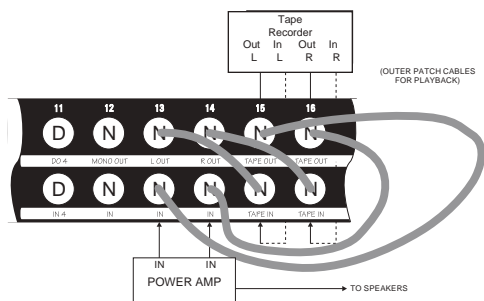 Tape
Recorder
Out In Out In
L L R R
(OUTER PATCH CABLES
FOR PLAYBACK)
11 12 13 14 15 16
D N N N N N
DO 4 MONO OUT L OUT R OUT TAPE OUT TAPE OUT
D N N N N N
IN 4 IN IN IN TAPE IN TAPE IN
IN IN
POWER AMP
TO SPEAKERS